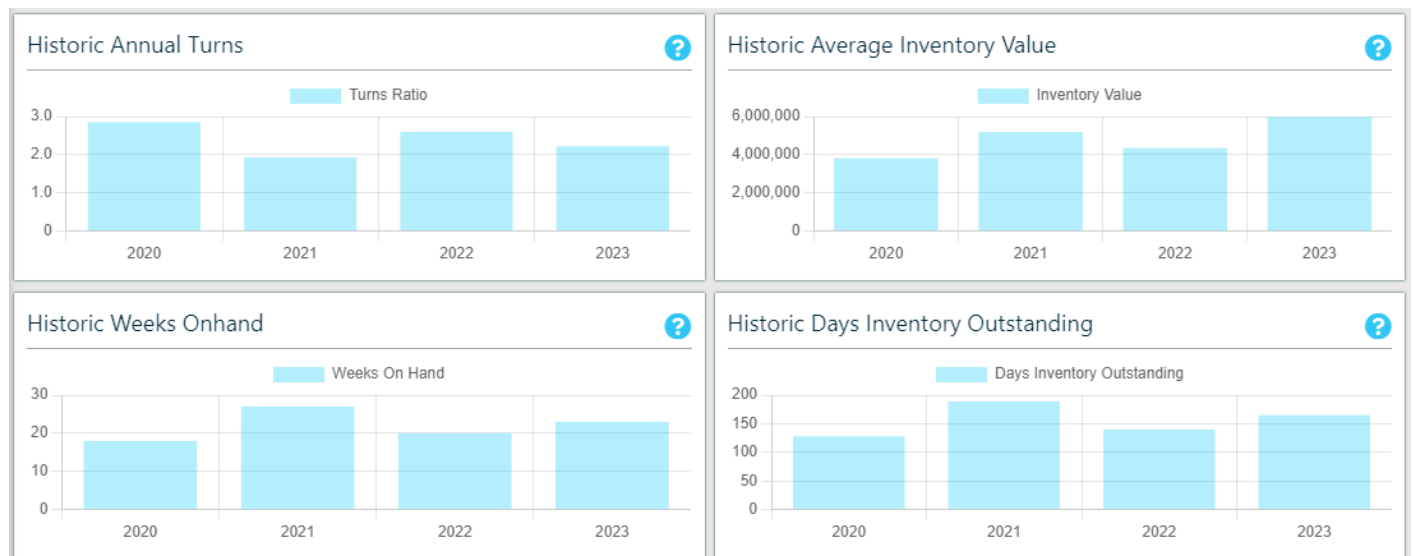 Historic Annual Turns
?
Turns Ratio
3.0
2.0
1.0
0
2020 2021 2022 2023
Historic Average Inventory Value
?
Inventory Value
6,000,000
4,000,000
2,000,000
0
2020 2021 2022 2023
Historic Weeks Onhand
?
Weeks On Hand
30
20
10
0
2020 2021 2022 2023
Historic Days Inventory Outstanding
?
Days Inventory Outstanding
200
150
100
50
0
2020 2021 2022 2023